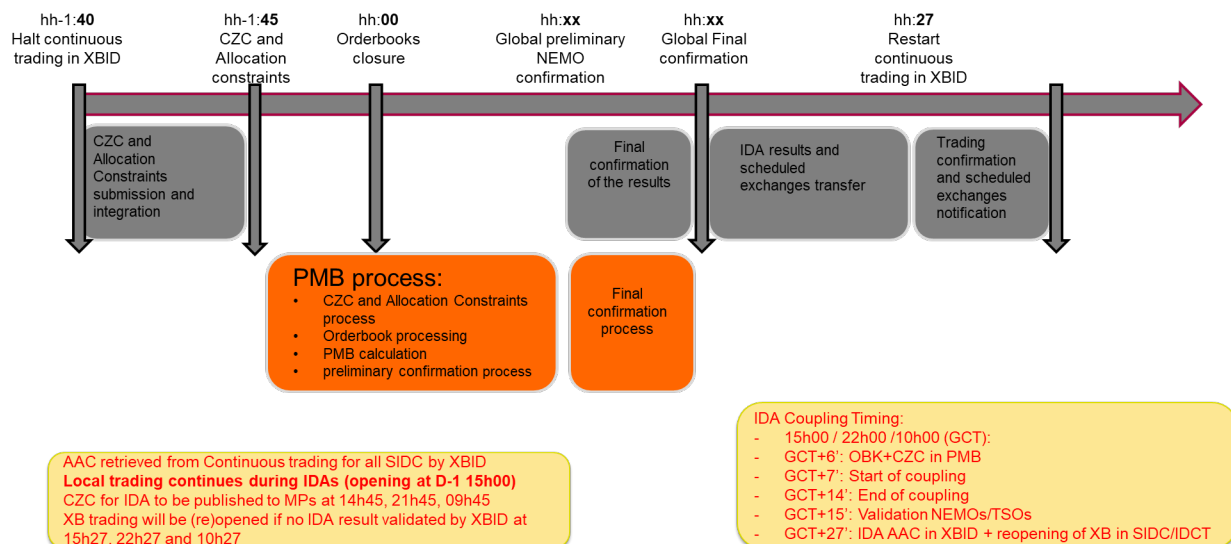 hh-1:40
Halt continuous
trading in XBID
hh-1:45
CZC and
Allocation
constraints
hh:00
Orderbooks
closure
hh:xx
Global preliminary
NEMO
confirmation
hh:xx
Global Final
confirmation
hh:27
Restart
continuous
trading in XBID
CZC and
Allocation
Constraints
submission and
integration
Final
confirmation
of the results
IDA results and
scheduled
exchanges transfer
Trading
confirmation
and scheduled
exchanges
notification
PMB process:
• CZC and Allocation Constraints
process
• Orderbook processing
• PMB calculation
• preliminary confirmation process
Final
confirmation
process
AAC retrieved from Continuous trading for all SIDC by XBID
Local trading continues during IDAs (opening at D-1 15h00)
CZC for IDA to be published to MPs at 14h45, 21h45, 09h45
XB trading will be (re)opened if no IDA result validated by XBID at
15h27, 22h27 and 10h27
IDA Coupling Timing:
- 15h00 / 22h00 /10h00 (GCT):
- GCT+6': OBK+CZC in PMB
- GCT+7': Start of coupling
- GCT+14': End of coupling
- GCT+15': Validation NEMOs/TSOs
- GCT+27': IDA AAC in XBID + reopening of XB in SIDC/IDCT